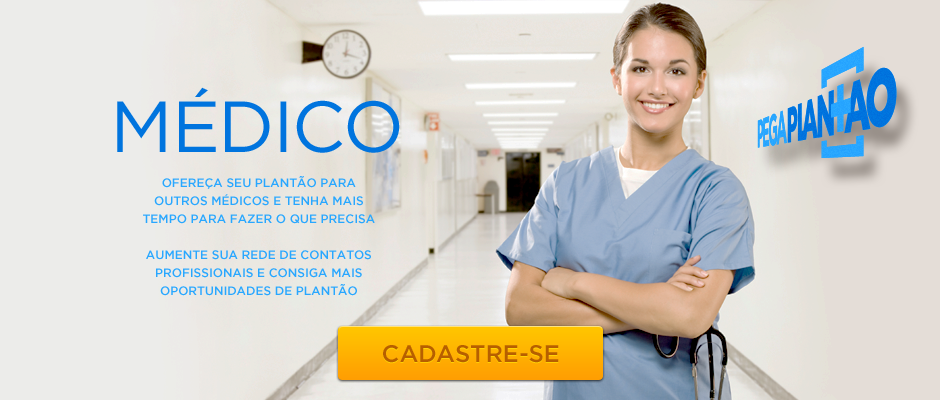 MÉDICO
OFEREÇA SEU PLANTÃO PARA
OUTROS MÉDICOS E TENHA MAIS
TEMPO PARA FAZER O QUE PRECISA
AUMENTE SUA REDE DE CONTATOS
PROFISSIONAIS E CONSIGA MAIS
OPORTUNIDADES DE PLANTÃO
CADASTRE-SE
PEGAPLANTAO